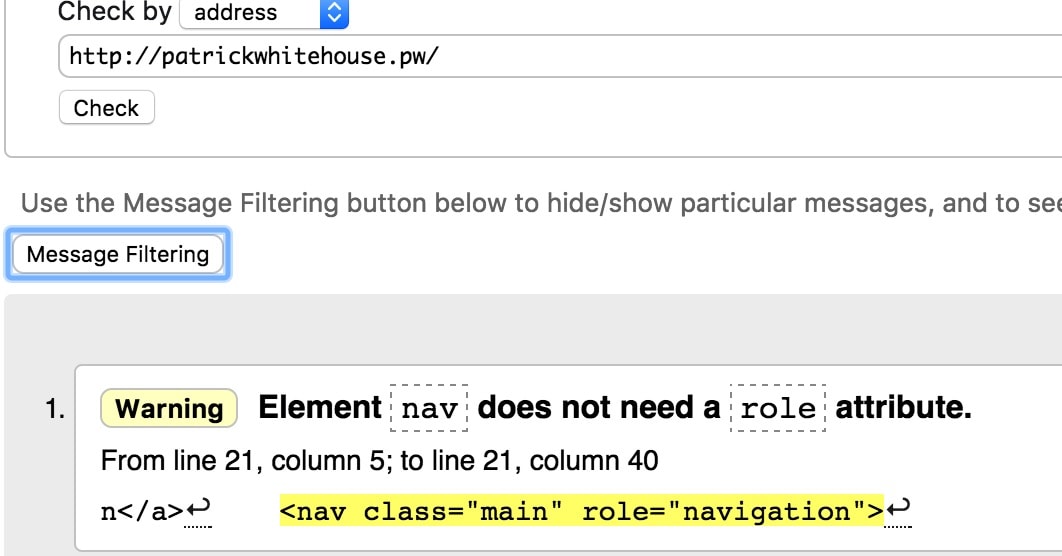 Check by address
http://patrickwhitehouse.pw/
Check
Use the Message Filtering button below to hide/show particular messages, and to see
Message Filtering
1. Warning Element nav does not need a role attribute.
From line 21, column 5; to line 21, column 40
n</a>↩ <nav class="main" role="navigation">↩